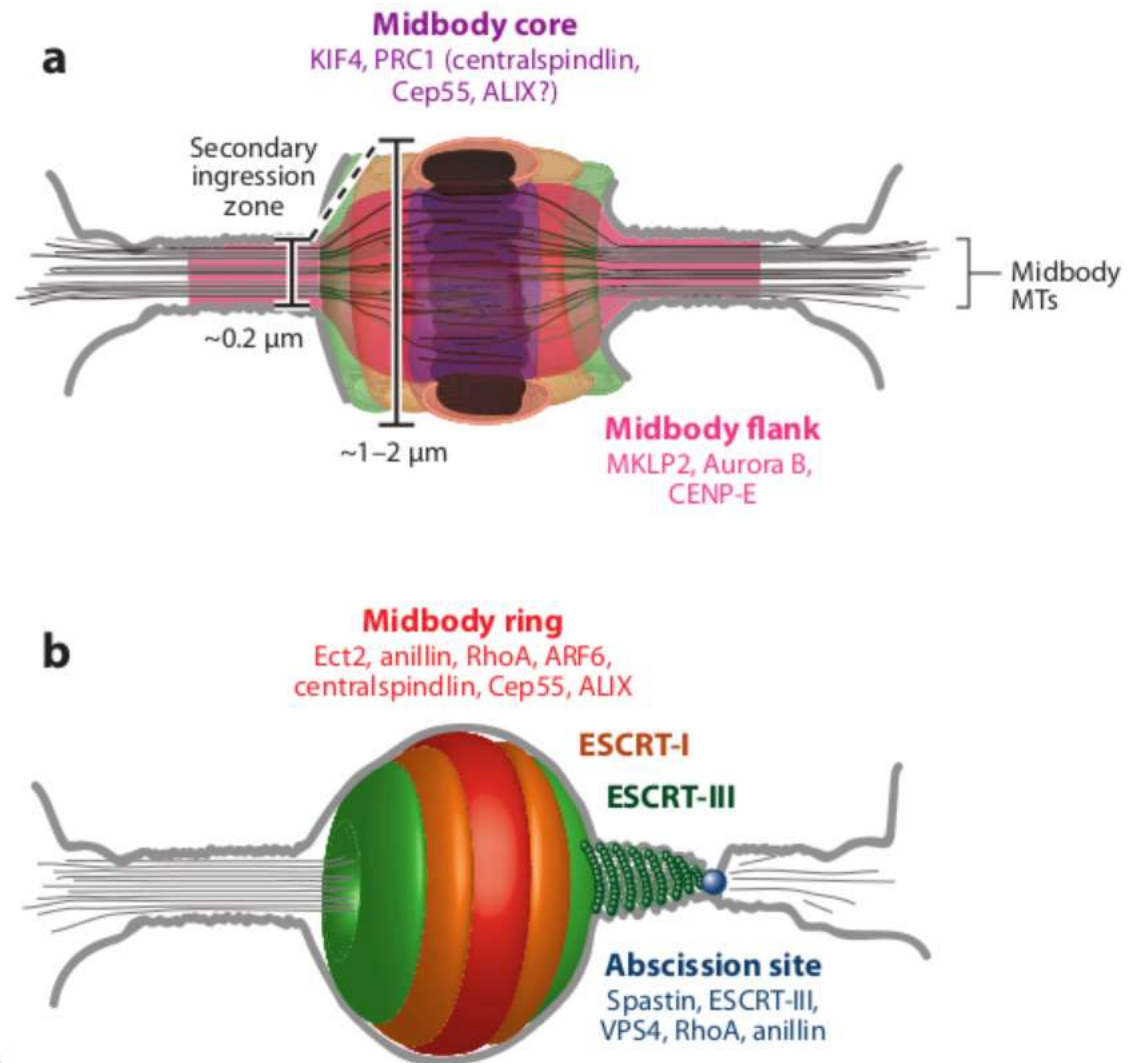 a
Midbody core
KIF4, PRC1 (centralspindlin,
Cep55, ALIX?)
Secondary
ingression
zone
~0.2 µm
~1–2 µm
Midbody
MTs
Midbody flank
MKLP2, Aurora B,
CENP-E
b
Midbody ring
Ect2, anillin, RhoA, ARF6,
centralspindlin, Cep55, ALIX
ESCRT-I
ESCRT-III
Abscission site
Spastin, ESCRT-III,
VPS4, RhoA, anillin